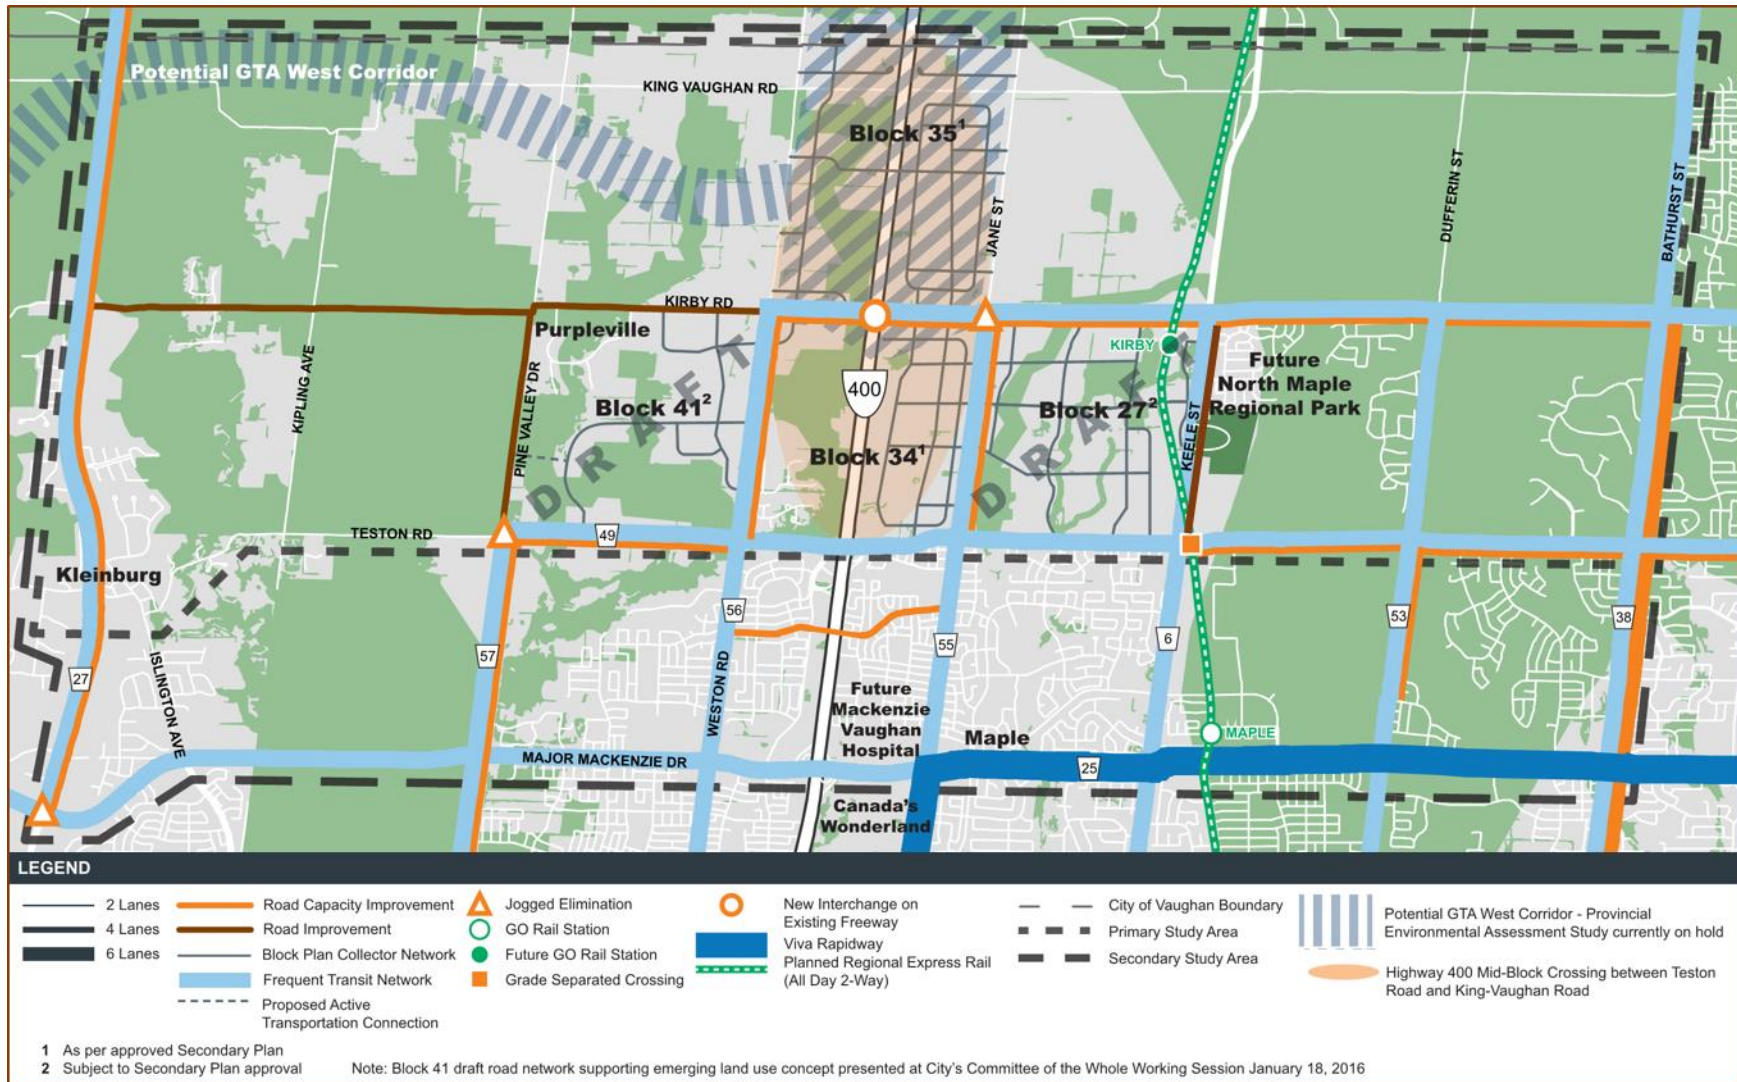 Potential GTA West Corridor
KING VAUGHAN RD
Block 35¹
JANE ST
DUFFERIN ST
BATHURST ST
KIRBY RD
Purpleville
KIPLING AVE
PINE VALLEY DR
Block 41²
DRAFT
400
Block 34¹
KIRBY
Block 27²
DRAFT
KEELE ST
Future
North Maple
Regional Park
TESTON RD
49
Kleinburg
27
ISLINGTON AVE
57
56
WESTON RD
55
6
53
38
Future
Mackenzie
Vaughan
Hospital
Maple
MAPLE
MAJOR MACKENZIE DR
25
Canada's
Wonderland
LEGEND
2 Lanes
4 Lanes
6 Lanes
Road Capacity Improvement
Road Improvement
Block Plan Collector Network
Frequent Transit Network
Proposed Active
Transportation Connection
Jogged Elimination
GO Rail Station
Future GO Rail Station
Grade Separated Crossing
New Interchange on
Existing Freeway
Viva Rapidway
Planned Regional Express Rail
(All Day 2-Way)
City of Vaughan Boundary
Primary Study Area
Secondary Study Area
Potential GTA West Corridor - Provincial
Environmental Assessment Study currently on hold
Highway 400 Mid-Block Crossing between Teston
Road and King-Vaughan Road
1 As per approved Secondary Plan
2 Subject to Secondary Plan approval
Note: Block 41 draft road network supporting emerging land use concept presented at City's Committee of the Whole Working Session January 18, 2016